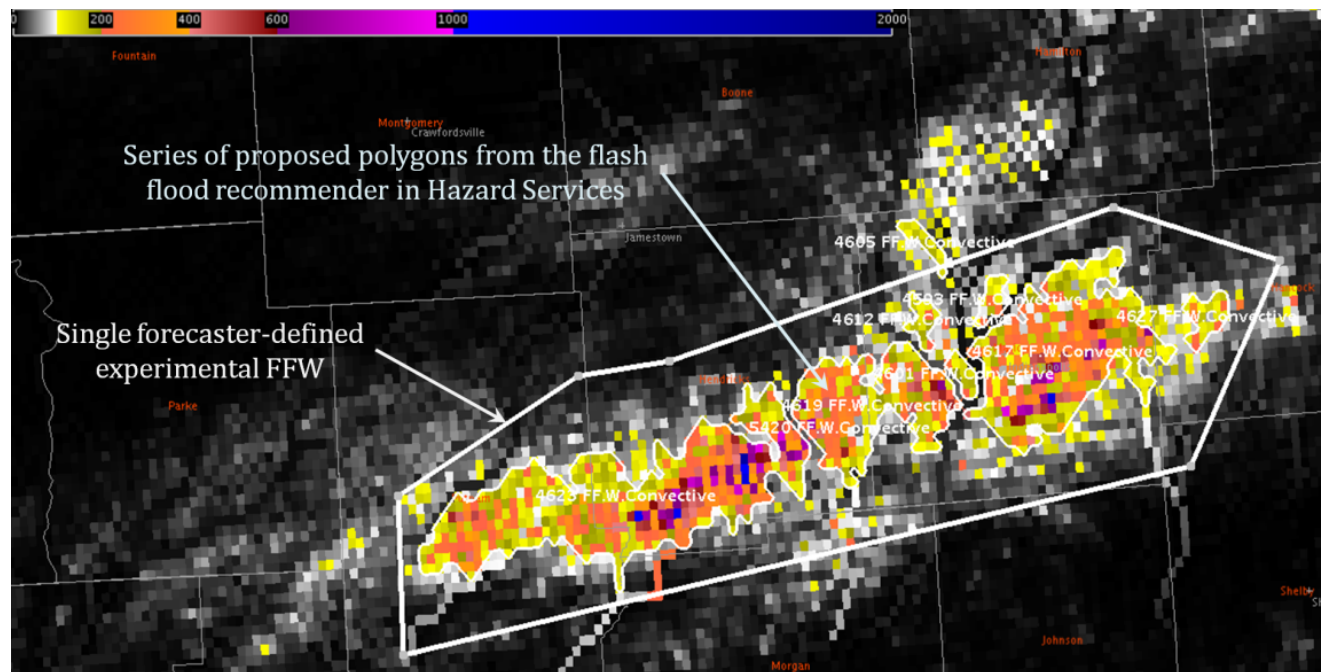 0 200 400 600 1000 2000
Hamilton
Fountain
Boone
Montgomery
Crawfordsville
Series of proposed polygons from the flash
flood recommender in Hazard Services
Jamestown
4605 FF.W.Convective
4593 FF.W.Convective
4612 FF.W.Convective
4627 FF.W.Convective
Single forecaster-defined
experimental FFW
4617 FF.W.Convective
4601 FF.W.Convective
Parke
4619 FF.W.Convective
5420 FF.W.Convective
4623 FF.W.Convective
Shelby
Johnson
Morgan